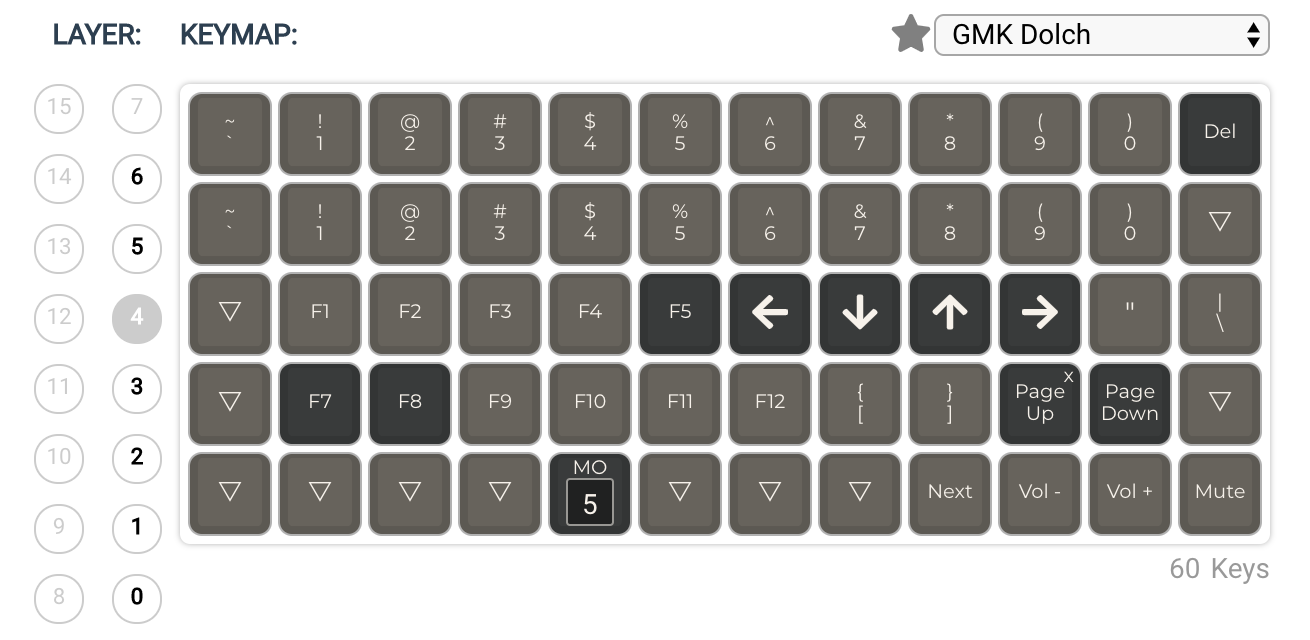 LAYER: KEYMAP: GMK Dolch
15 7 ~ ! @ # $ % ^ & * ( ) Del
` 1 2 3 4 5 6 7 8 9 0
14 6 ~ ! @ # $ % ^ & * ( )
` 1 2 3 4 5 6 7 8 9 0
13 5
12 4 F1 F2 F3 F4 F5 " |
\
11 3 F7 F8 F9 F10 F11 F12 { } Page x Page
[ ] Up Down
10 2 MO
5 Next Vol - Vol + Mute
9 1
60 Keys
8 0